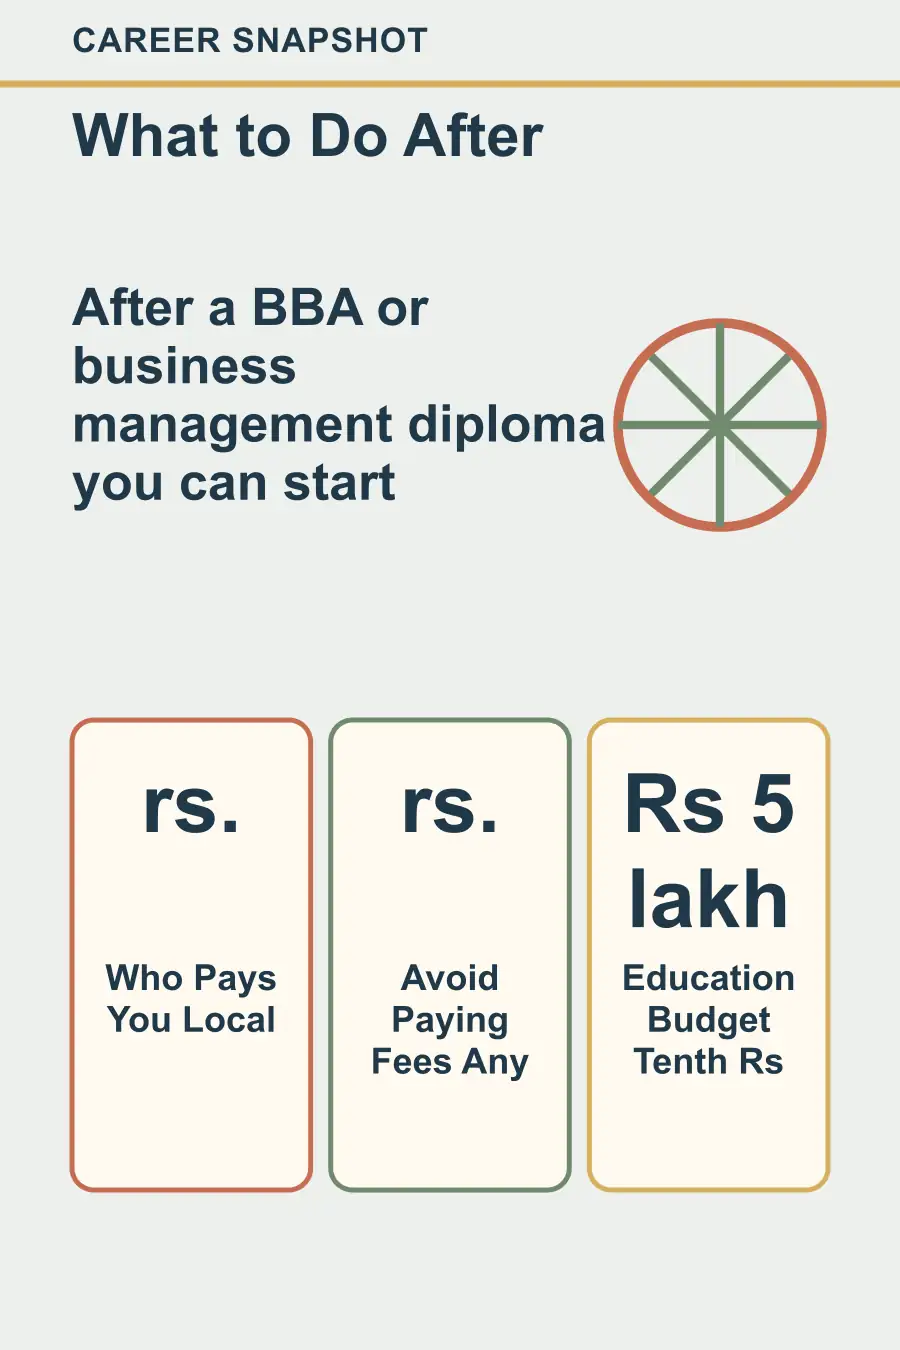 CAREER SNAPSHOT
What to Do After
After a BBA or
business
management diploma
you can start
rs.
Who Pays
You Local
rs.
Avoid
Paying
Fees Any
Rs 5
lakh
Education
Budget
Tenth Rs